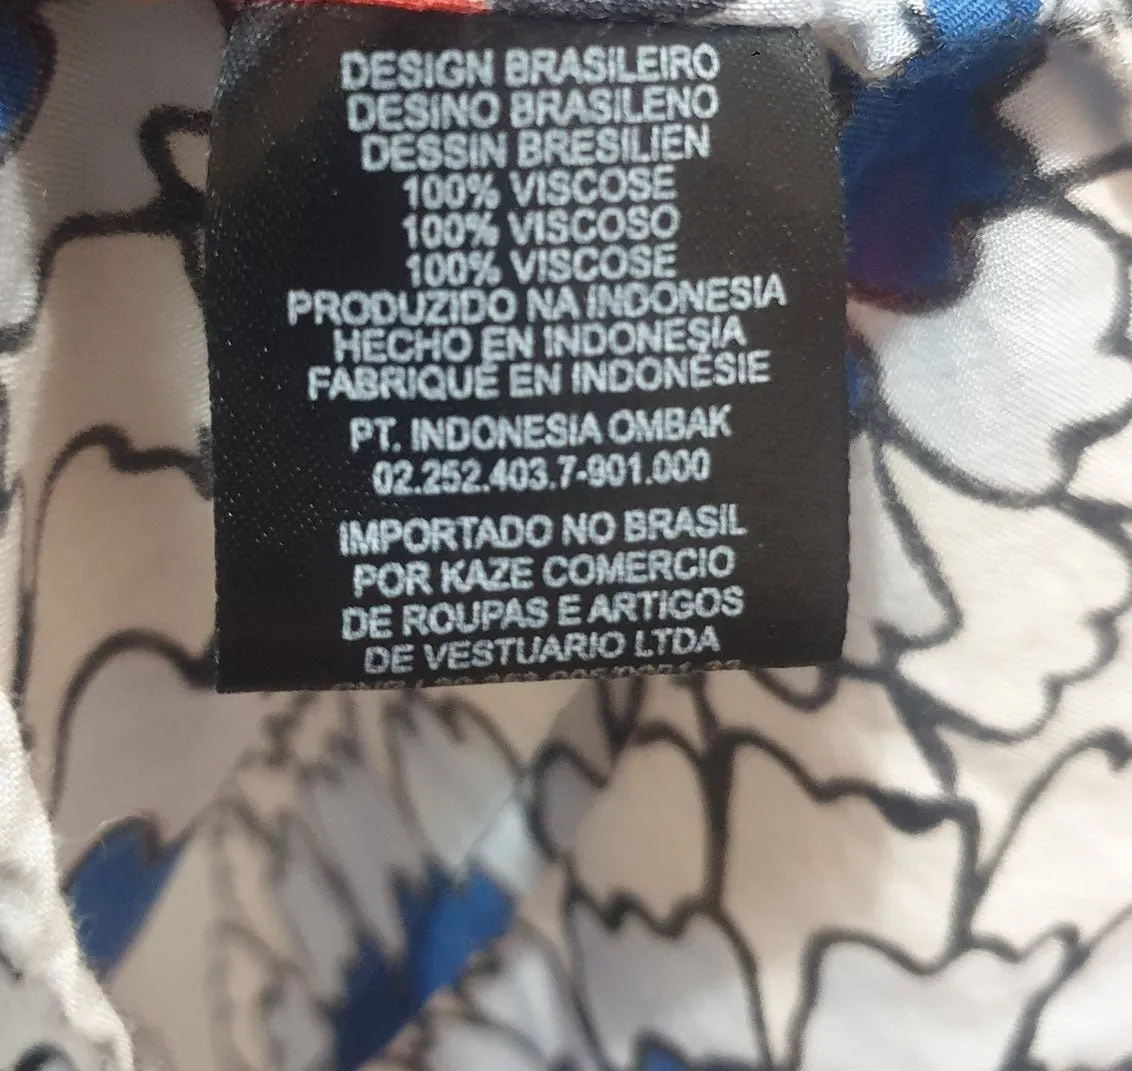 DESIGN BRASILEIRO
DESINO BRASILENO
DESSIN BRESILIEN
100% VISCOSE
100% VISCOSO
100% VISCOSE
PRODUZIDO NA INDONESIA
HECHO EN INDONESIA
FABRIQUÉ EN INDONÉSIE
PT. INDONESIA OMBAK
02.252.403.7-901.000
IMPORTADO NO BRASIL
POR KAZE COMERCIO
DE ROUPAS E ARTIGOS
DE VESTUARIO LTDA